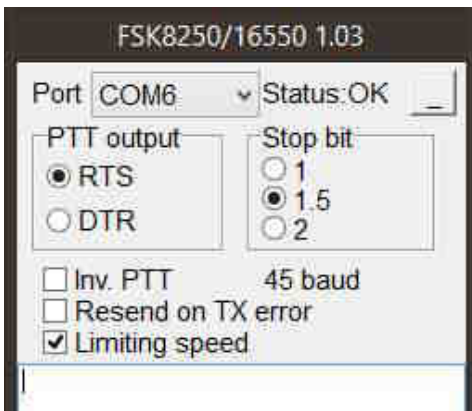 FSK8250/16550 1.03
Port COM6 Status:OK _
PTT output Stop bit
RTS 1
1.5
DTR 2
Inv. PTT 45 baud
Resend on TX error
Limiting speed